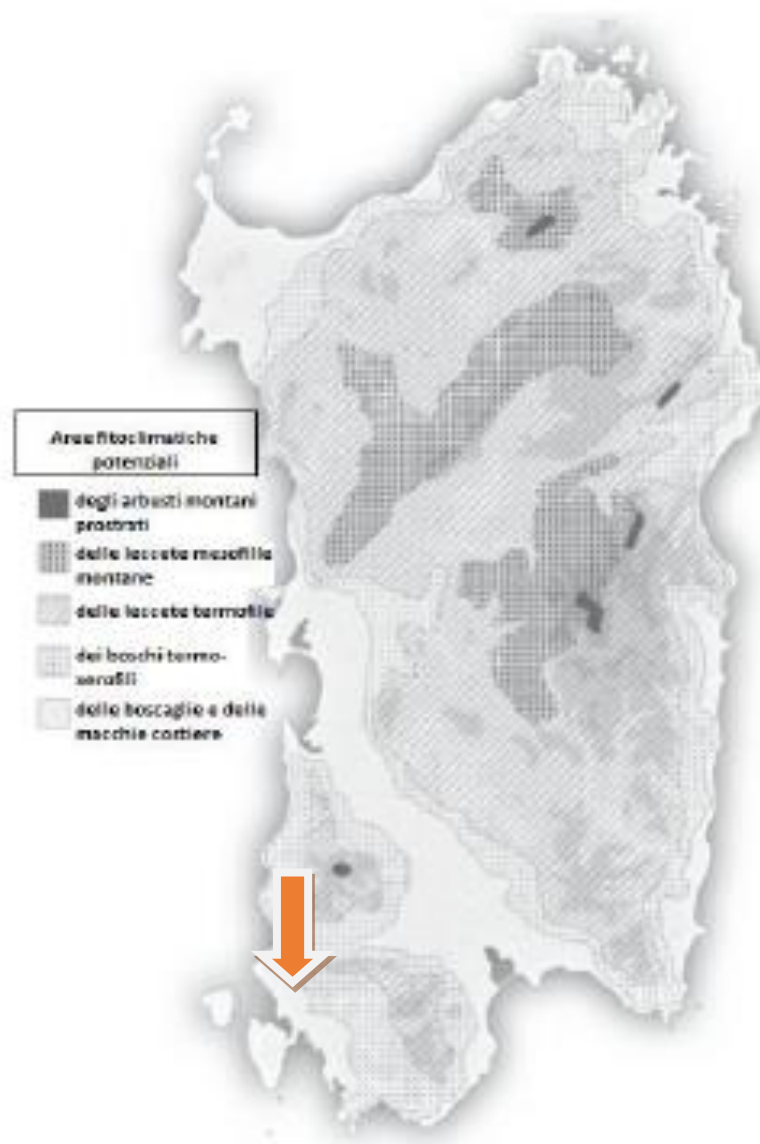 Aree fitoclimatiche
potenziali
degli arbusti montani
prostrati
delle leccete mesofile
montane
delle leccete termofile
dei boschi termo-
xerofili
delle boscaglie e delle
macchie costiere